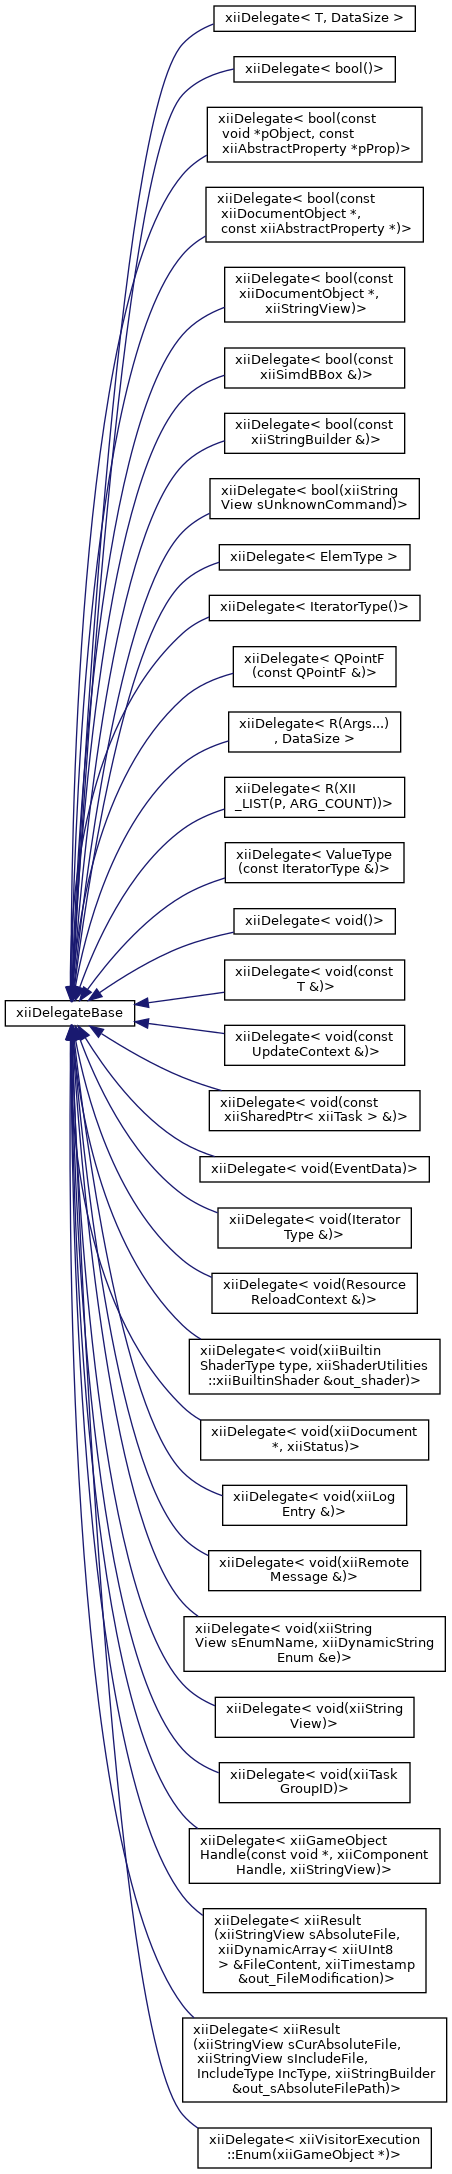 xiiDelegate< T, DataSize >
xiiDelegate< bool()>
xiiDelegate< bool(const
void *pObject, const
xiiAbstractProperty *pProp)>
xiiDelegate< bool(const
xiiDocumentObject *,
const xiiAbstractProperty *)>
xiiDelegate< bool(const
xiiDocumentObject *,
xiiStringView)>
xiiDelegate< bool(const
xiiSimdBBox &)>
xiiDelegate< bool(const
xiiStringBuilder &)>
xiiDelegate< bool(xiiString
View sUnknownCommand)>
xiiDelegate< ElemType >
xiiDelegate< IteratorType()>
xiiDelegate< QPointF
(const QPointF &)>
xiiDelegate< R(Args...)
, DataSize >
xiiDelegate< R(XII
_LIST(P, ARG_COUNT))>
xiiDelegate< ValueType
(const IteratorType &)>
xiiDelegate< void()>
xiiDelegate< void(const
T &)>
xiiDelegateBase
xiiDelegate< void(const
UpdateContext &)>
xiiDelegate< void(const
xiiSharedPtr< xiiTask > &)>
xiiDelegate< void(EventData)>
xiiDelegate< void(Iterator
Type &)>
xiiDelegate< void(Resource
ReloadContext &)>
xiiDelegate< void(xiiBuiltin
ShaderType type, xiiShaderUtilities
::xiiBuiltinShader &out_shader)>
xiiDelegate< void(xiiDocument
*, xiiStatus)>
xiiDelegate< void(xiiLog
Entry &)>
xiiDelegate< void(xiiRemote
Message &)>
xiiDelegate< void(xiiString
View sEnumName, xiiDynamicString
Enum &e)>
xiiDelegate< void(xiiString
View)>
xiiDelegate< void(xiiTask
GroupID)>
xiiDelegate< xiiGameObject
Handle(const void *, xiiComponent
Handle, xiiStringView)>
xiiDelegate< xiiResult
(xiiStringView sAbsoluteFile,
xiiDynamicArray< xiiUInt8
> &FileContent, xiiTimestamp
&out_FileModification)>
xiiDelegate< xiiResult
(xiiStringView sCurAbsoluteFile,
xiiStringView sIncludeFile,
IncludeType IncType, xiiStringBuilder
&out_sAbsoluteFilePath)>
xiiDelegate< xiiVisitorExecution
::Enum(xiiGameObject *)>